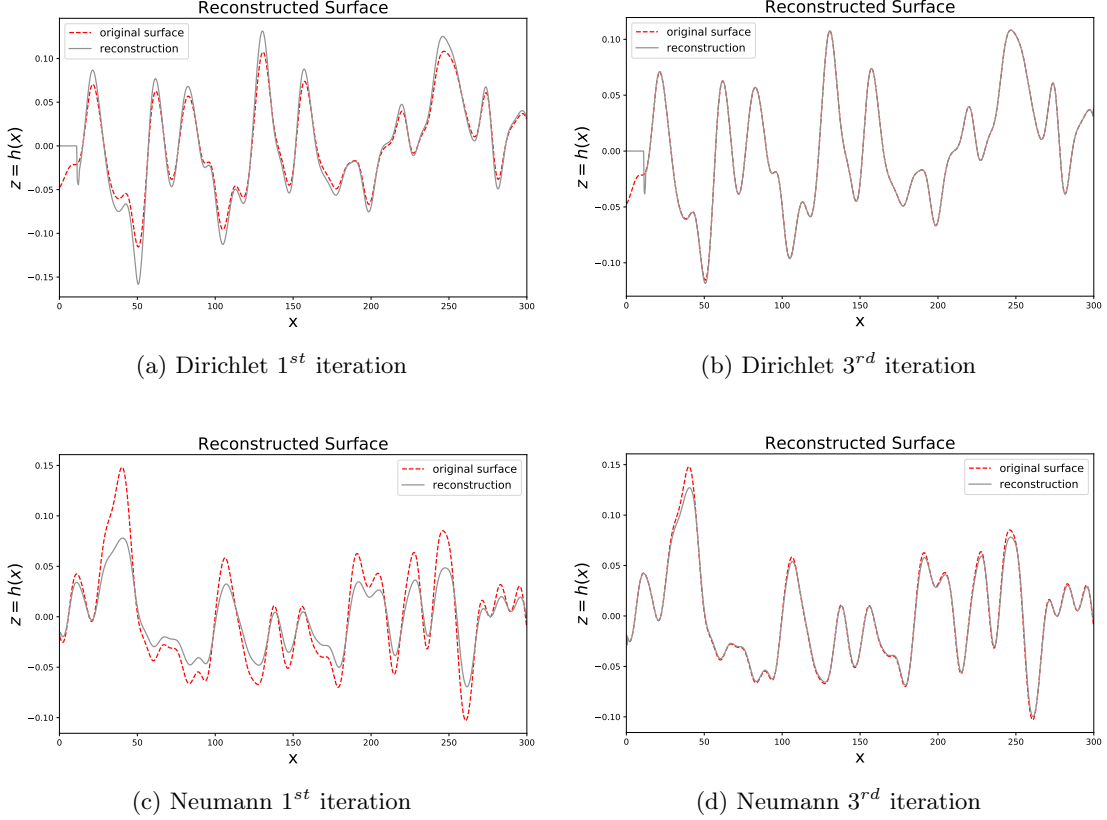 Reconstructed Surface
original surface
reconstruction
z = h(x)
0.10
0.05
0.00
−0.05
−0.10
−0.15
0 50 100 150 200 250 300
x
(a) Dirichlet 1st iteration
Reconstructed Surface
original surface
reconstruction
z = h(x)
0.10
0.05
0.00
−0.05
−0.10
0 50 100 150 200 250 300
x
(b) Dirichlet 3rd iteration
Reconstructed Surface
original surface
reconstruction
z = h(x)
0.15
0.10
0.05
0.00
−0.05
−0.10
0 50 100 150 200 250 300
x
(c) Neumann 1st iteration
Reconstructed Surface
original surface
reconstruction
z = h(x)
0.15
0.10
0.05
0.00
−0.05
−0.10
0 50 100 150 200 250 300
x
(d) Neumann 3rd iteration